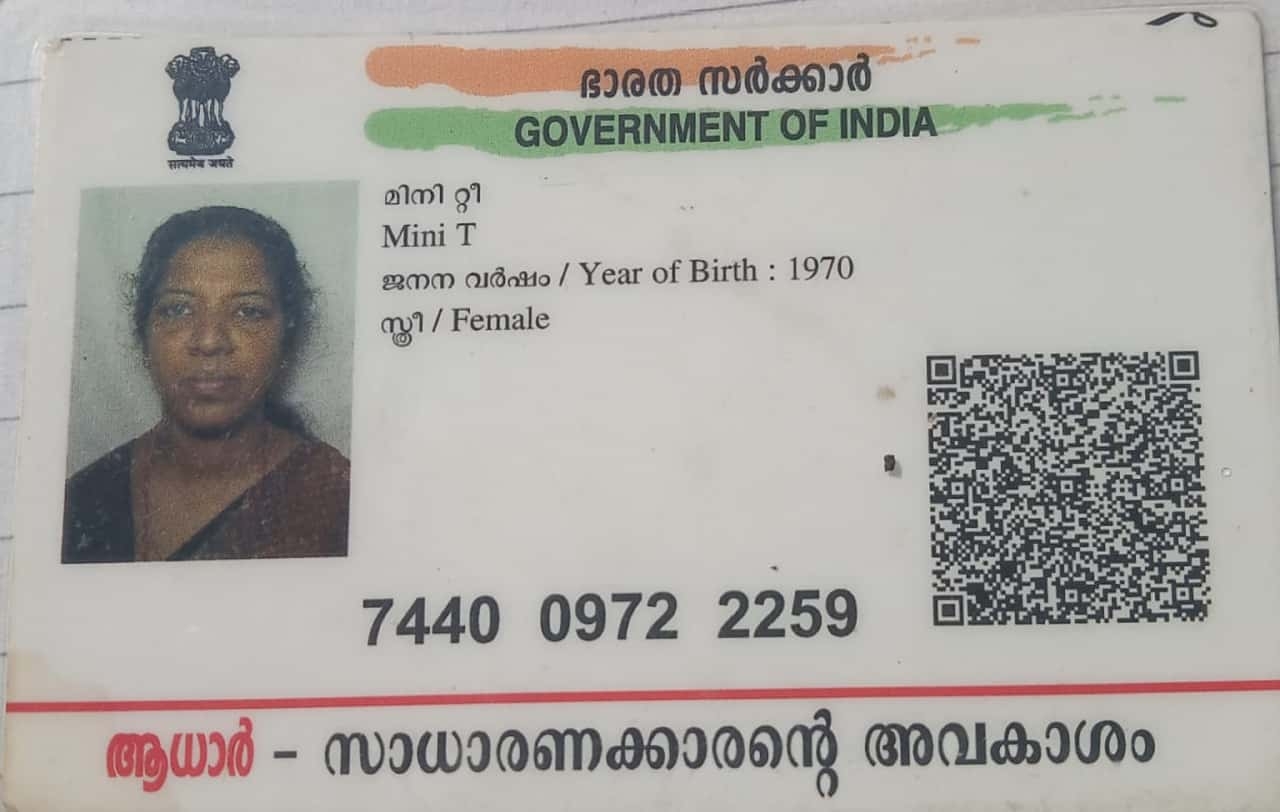 ഭാരത സർക്കാർ
GOVERNMENT OF INDIA
सत्यमेव जयते
മിനി റ്റീ
Mini T
ജനന വർഷം / Year of Birth : 1970
സ്ത്രീ / Female
7440 0972 2259
ആധാർ – സാധാരണക്കാരന്റെ അവകാശം